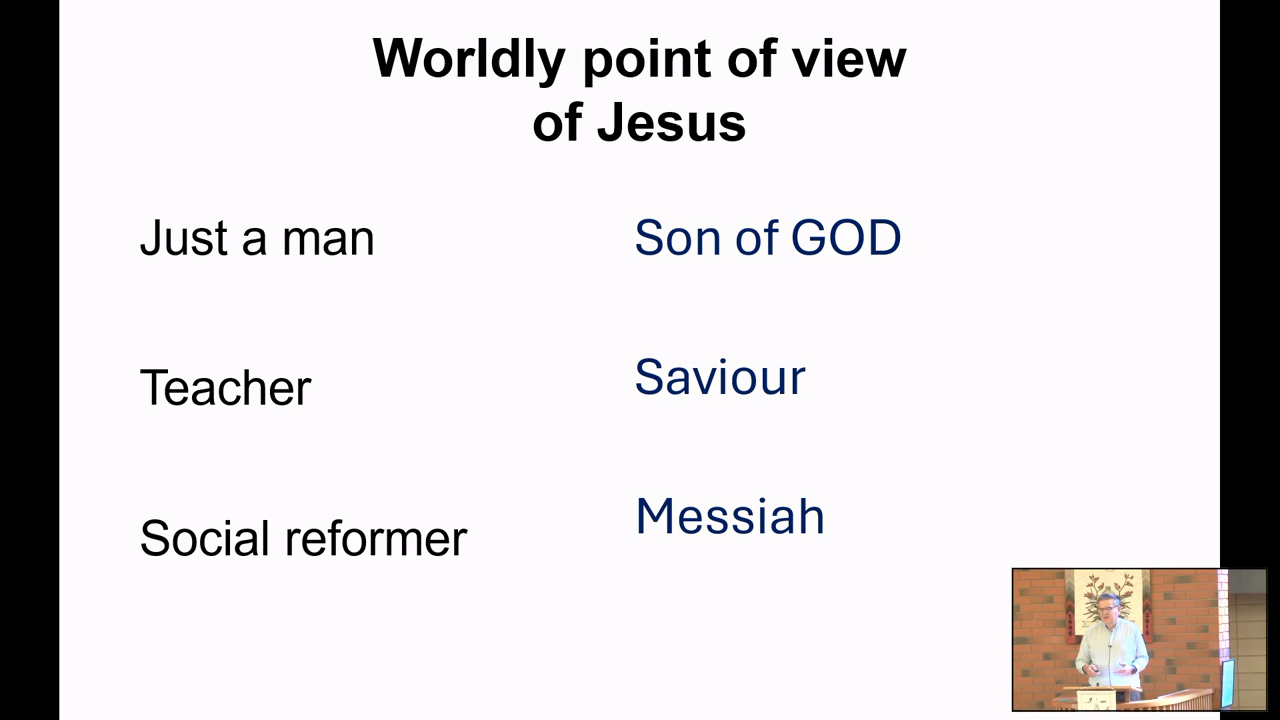 Worldly point of view
of Jesus
Just a man
Son of GOD
Teacher
Saviour
Social reformer
Messiah